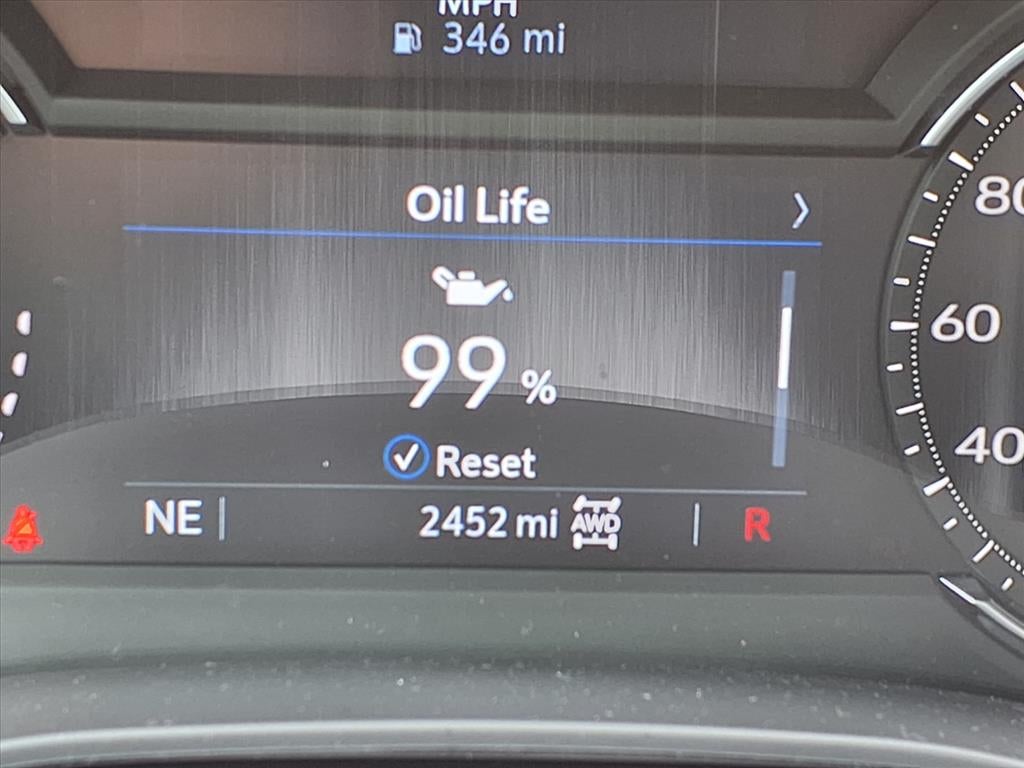 MPH
346 mi
Oil Life
99 %
Reset
NE 2452 mi AWD R
80
60
40